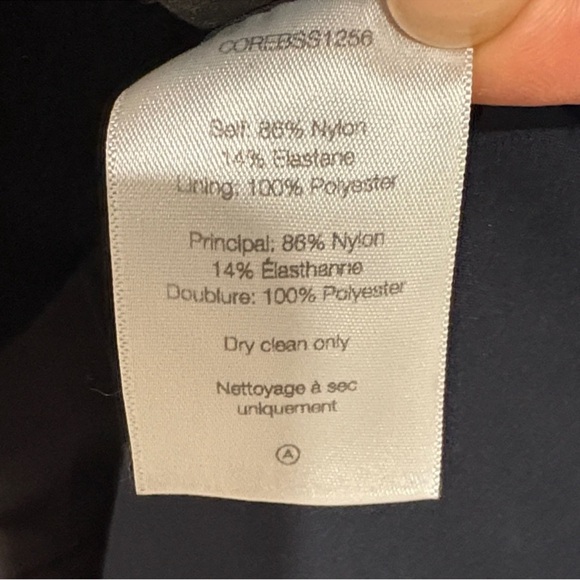 COREBSS1256
Self: 86% Nylon
14% Elastane
Lining: 100% Polyester
Principal: 86% Nylon
14% Élasthanne
Doublure: 100% Polyester
Dry clean only
Nettoyage à sec
uniquement
A